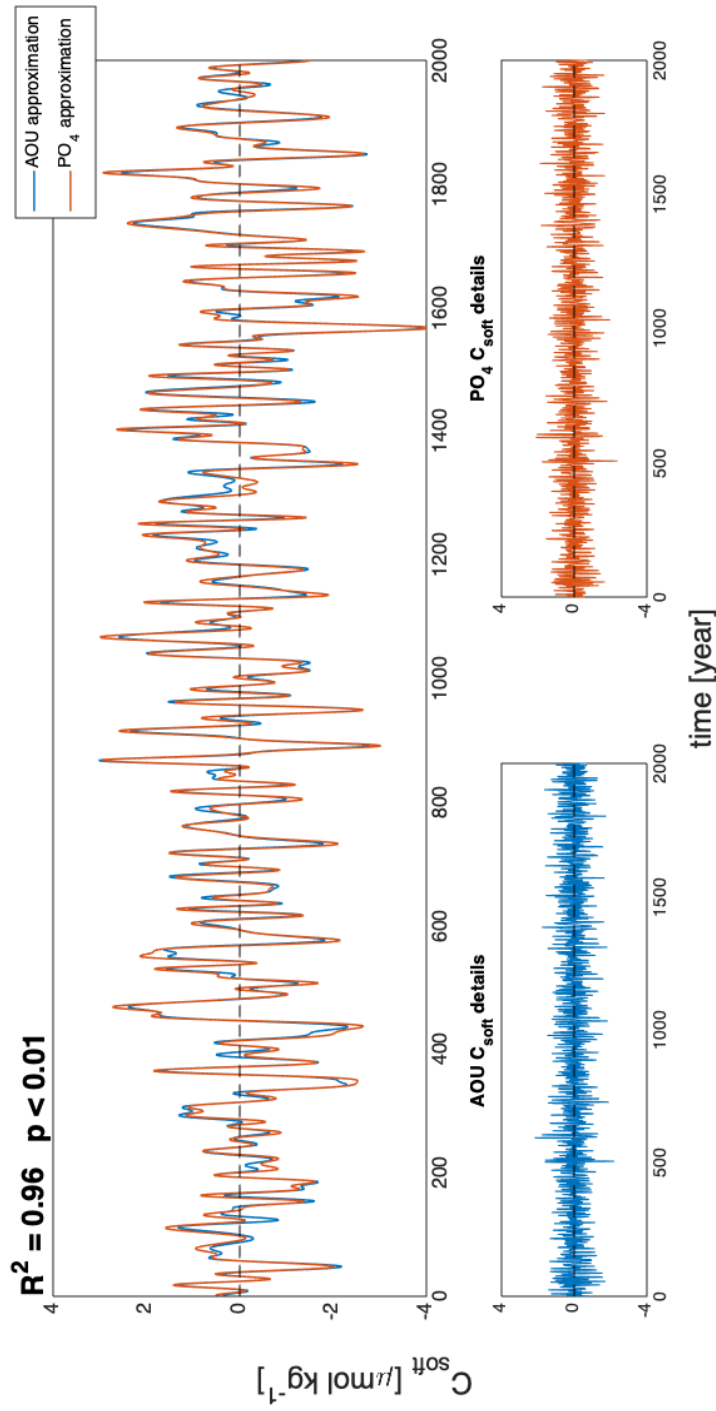 R² = 0.96 p < 0.01
AOU approximation
PO₄ approximation
4
2
0
-2
-4
C_soft [μmol kg⁻¹]
0 200 400 600 800 1000 1200 1400 1600 1800 2000
AOU C_soft details
4
0
-4
0 500 1000 1500 2000
PO₄ C_soft details
4
0
-4
0 500 1000 1500 2000
time [year]